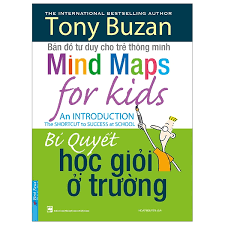 THE INTERNATIONAL BESTSELLING AUTHOR
Tony Buzan
Bản đồ tư duy cho trẻ thông minh
Mind Maps
for kids
An INTRODUCTION
The SHORTCUT to SUCCESS at SCHOOL
Bí Quyết
học giỏi
ở trường